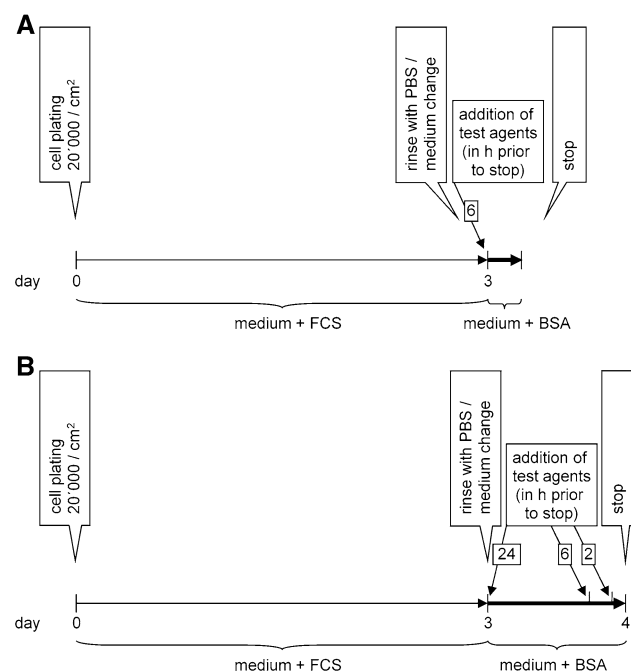 A
cell plating
20'000 / cm²
rinse with PBS /
medium change
addition of
test agents
(in h prior
to stop)
stop
6
day
0
3
medium + FCS
medium + BSA
B
cell plating
20'000 / cm²
rinse with PBS /
medium change
addition of
test agents
(in h prior
to stop)
stop
24
6
2
day
0
3
4
medium + FCS
medium + BSA